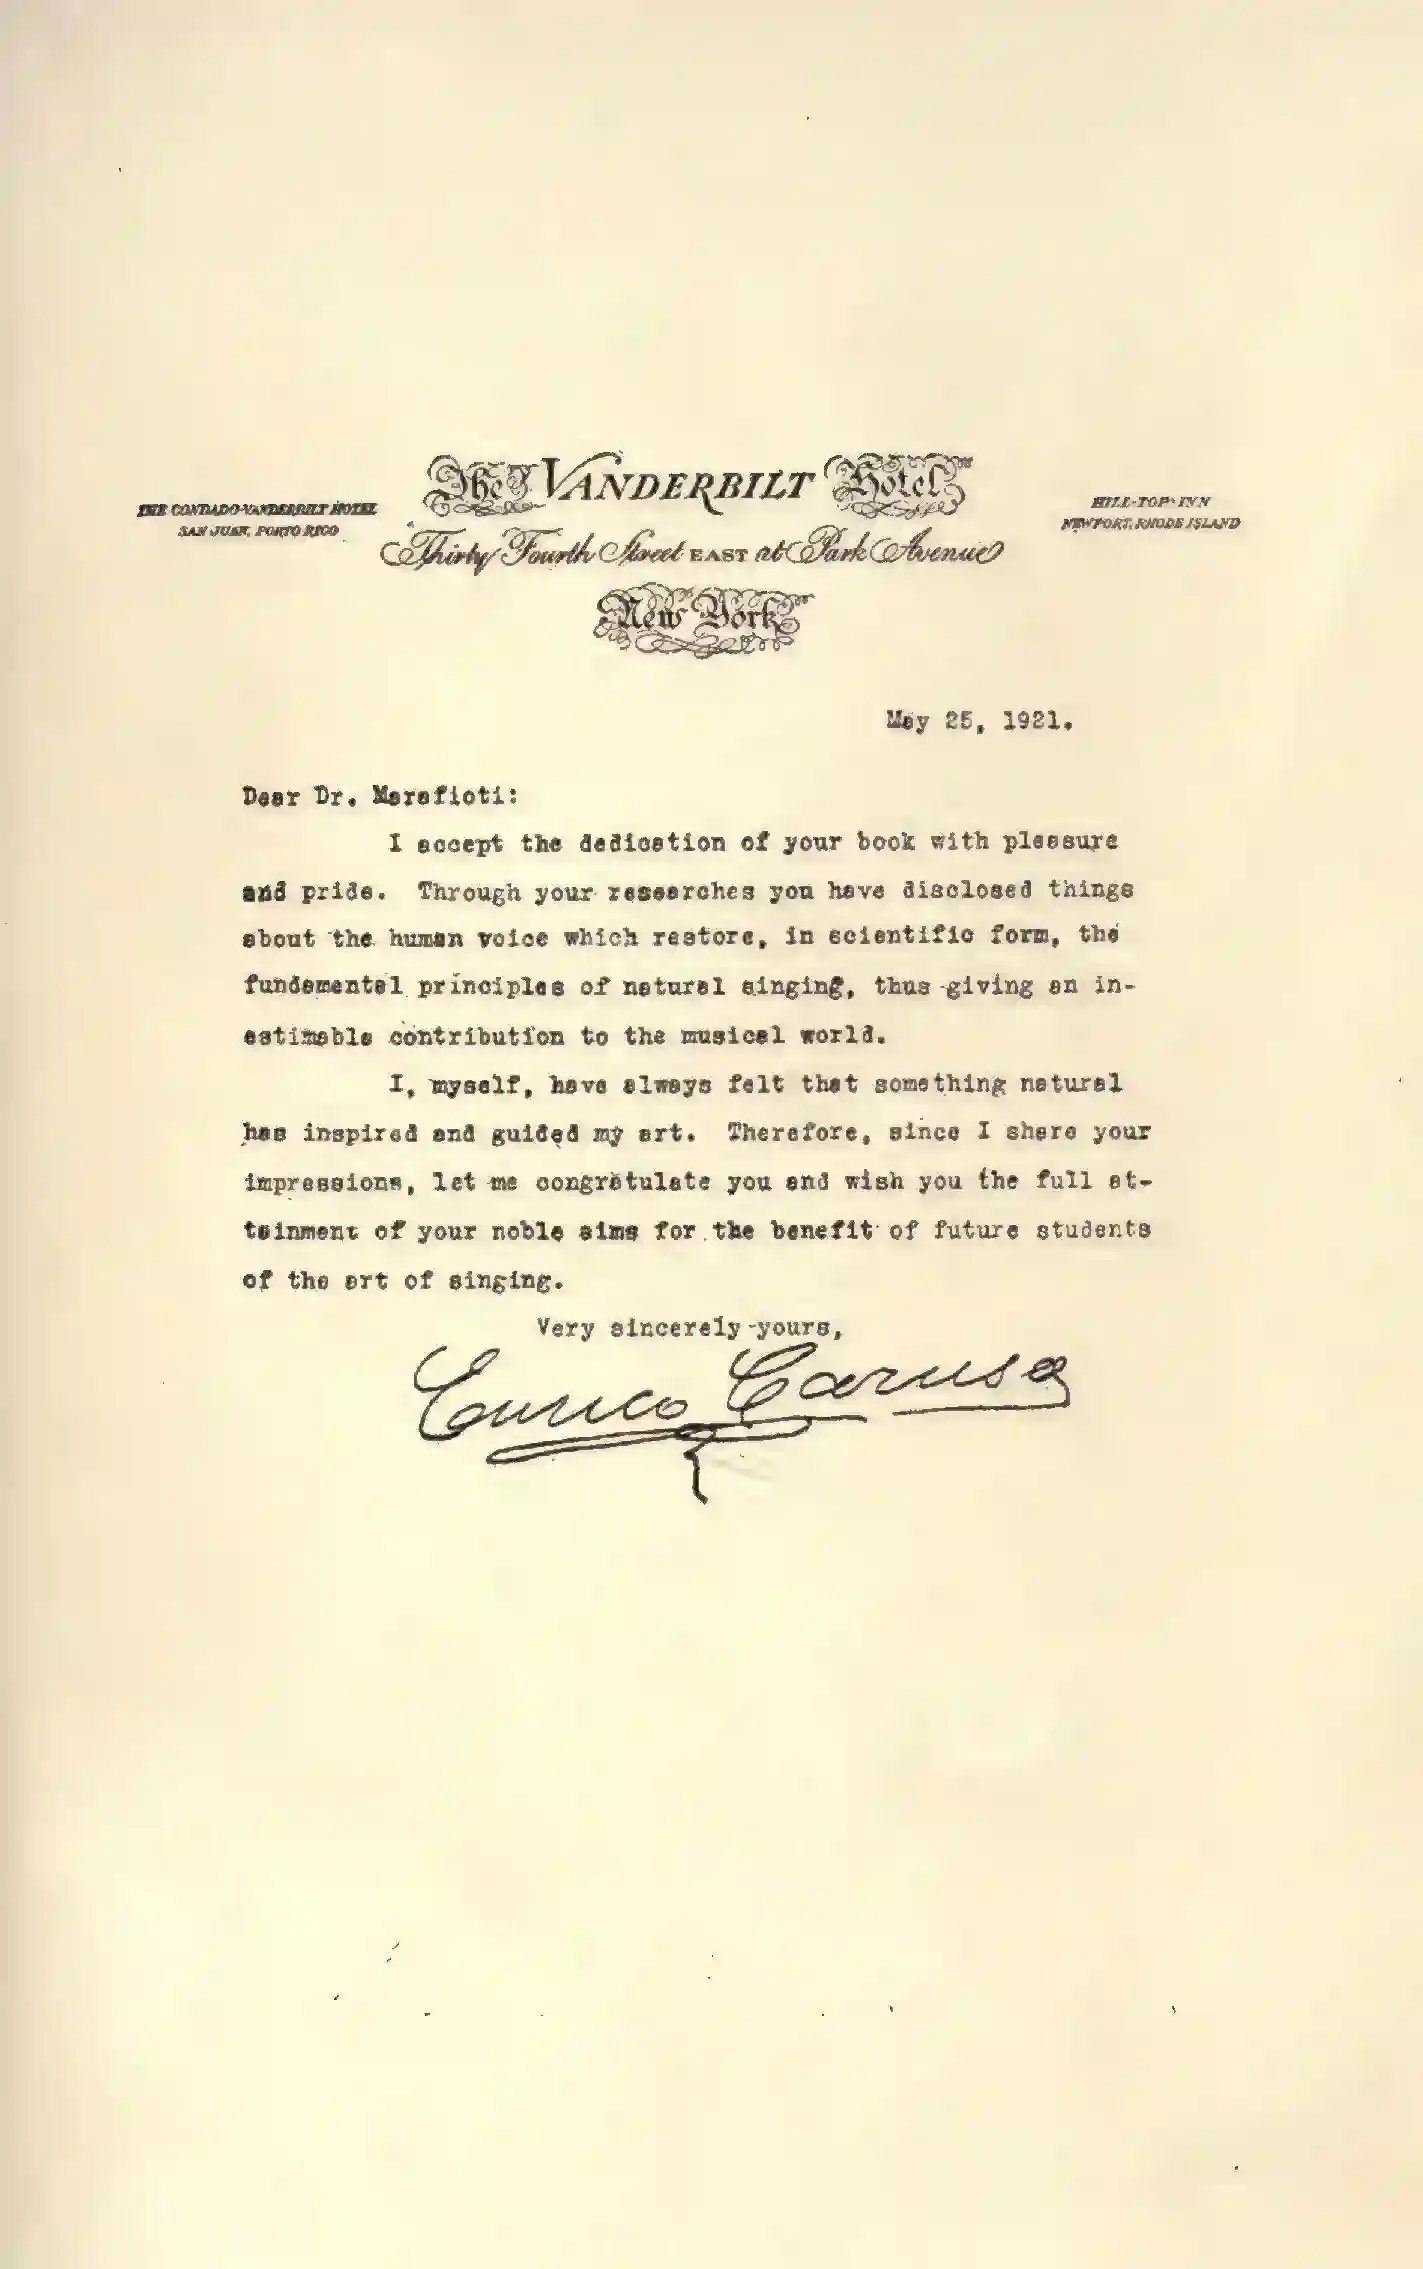 The VANDERBILT Hotel
THE CONDADO-VANDERBILT HOTEL
SAN JUAN, PORTO RICO
HILL-TOP-INN
NEWPORT, RHODE ISLAND
Thirty Fourth Street EAST at Park Avenue
New York
May 25, 1921.
Dear Dr. Marafioti:
I accept the dedication of your book with pleasure
and pride. Through your researches you have disclosed things
about the human voice which restore, in scientific form, the
fundamental principles of natural singing, thus giving an in-
estimable contribution to the musical world.
I, myself, have always felt that something natural
has inspired and guided my art. Therefore, since I share your
impressions, let me congratulate you and wish you the full at-
tainment of your noble aims for the benefit of future students
of the art of singing.
Very sincerely yours,
Enrico Caruso